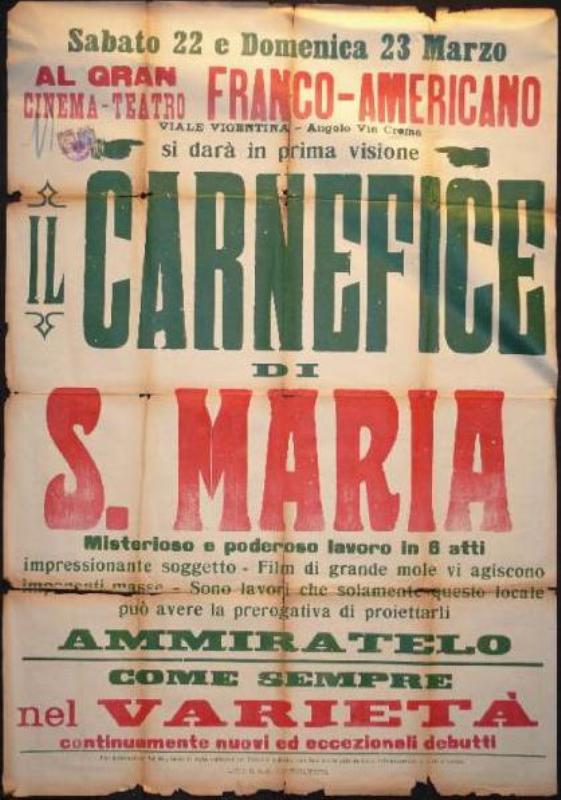 Sabato 22 e Domenica 23 Marzo
AL GRAN
CINEMA-TEATRO FRANCO-AMERICANO
VIALE VIGENTINA - Angolo Via Crema
si darà in prima visione
IL CARNEFICE
DI
S. MARIA
Misterioso e poderoso lavoro in 6 atti
impressionante soggetto - Film di grande mole vi agiscono
imponenti masse - Sono lavori che solamente questo locale
può avere la prerogativa di proiettarli
AMMIRATELO
COME SEMPRE
nel VARIETÀ
continuamente nuovi ed eccezionali debutti